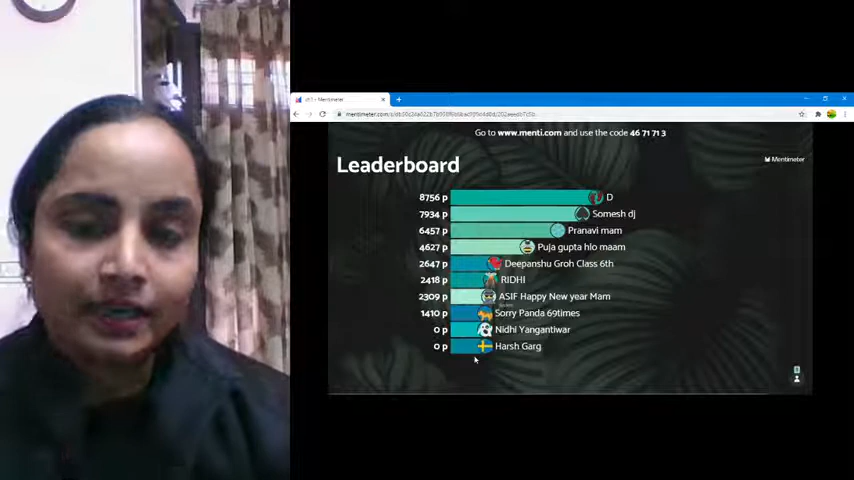 Go to www.menti.com and use the code 46 71 71 3
Leaderboard
Mentimeter
8756 p D
7934 p Somesh dj
6457 p Pranavi mam
4627 p Puja gupta hlo maam
2647 p Deepanshu Groh Class 6th
2418 p RIDHI
2309 p ASIF Happy New year Mam
1410 p Sorry Panda 69times
0 p Nidhi Yangantiwar
0 p Harsh Garg